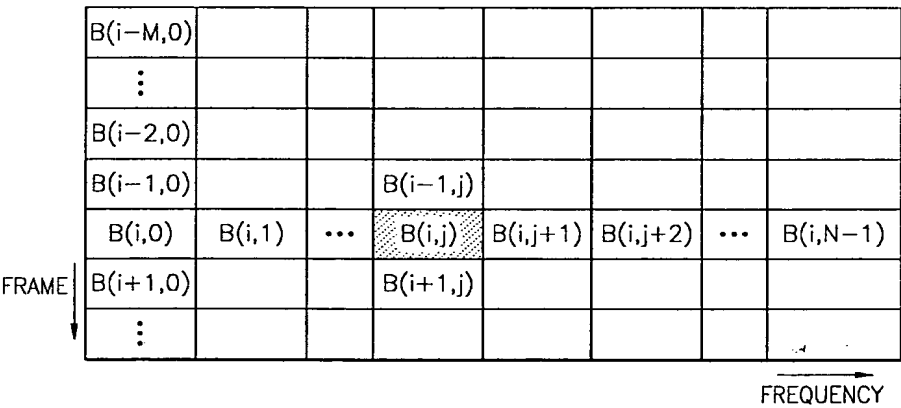 B(i−M,0)
⋮
B(i−2,0)
B(i−1,0) B(i−1,j)
B(i,0) B(i,1) ⋯ B(i,j) B(i,j+1) B(i,j+2) ⋯ B(i,N−1)
FRAME B(i+1,0) B(i+1,j)
⋮
FREQUENCY